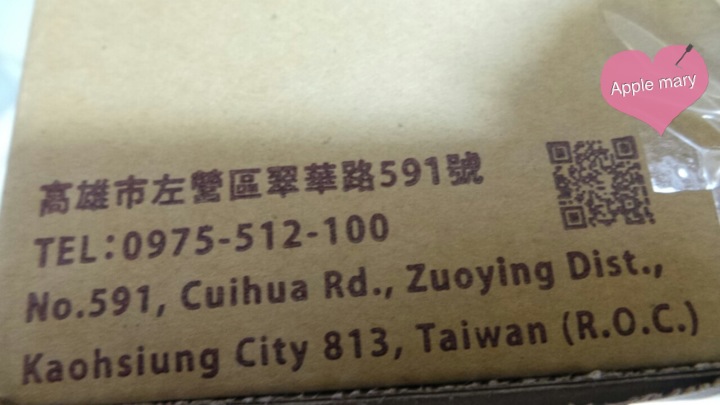 Apple mary
高雄市左營區翠華路591號
TEL:0975-512-100
No.591, Cuihua Rd., Zuoying Dist.,
Kaohsiung City 813, Taiwan (R.O.C.)